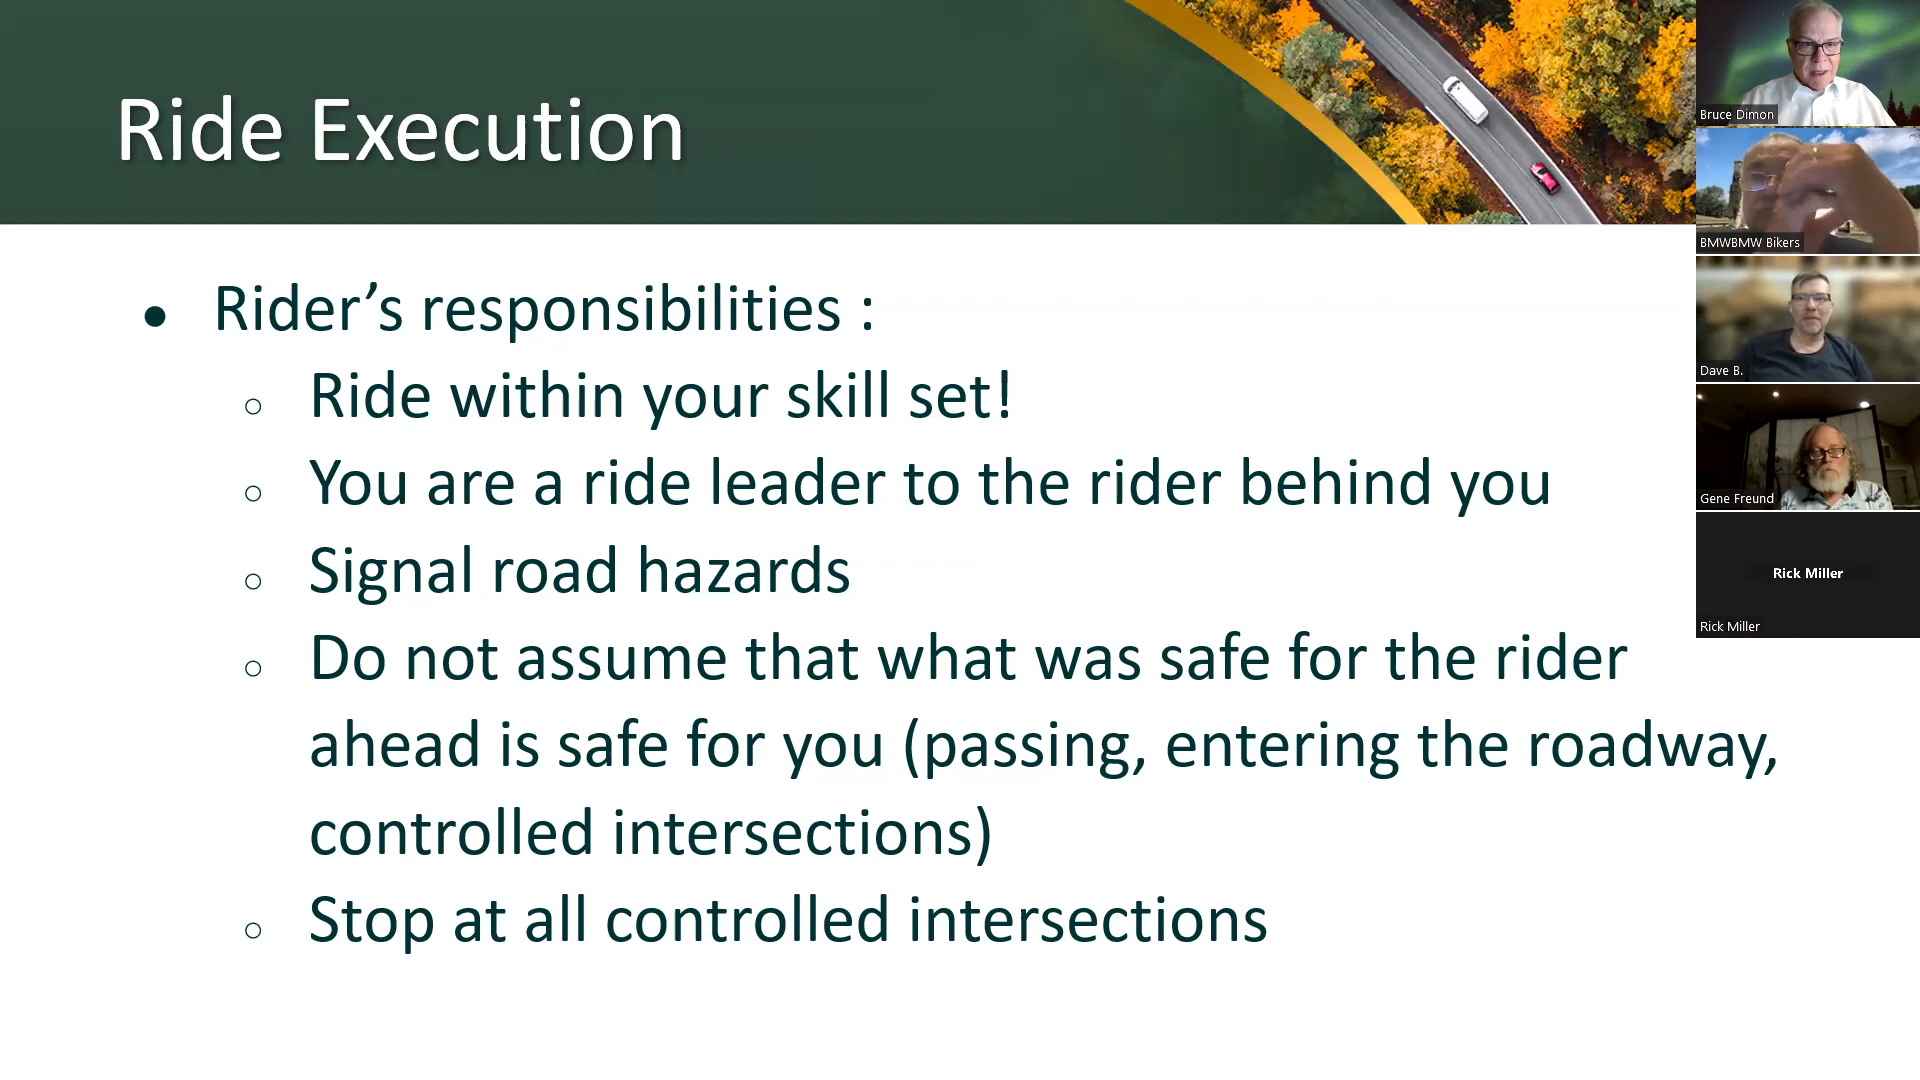 Ride Execution
● Rider’s responsibilities :
○ Ride within your skill set!
○ You are a ride leader to the rider behind you
○ Signal road hazards
○ Do not assume that what was safe for the rider
ahead is safe for you (passing, entering the roadway,
controlled intersections)
○ Stop at all controlled intersections
Bruce Dimon
BMWBMW Bikers
Dave B.
Gene Freund
Rick Miller
Rick Miller